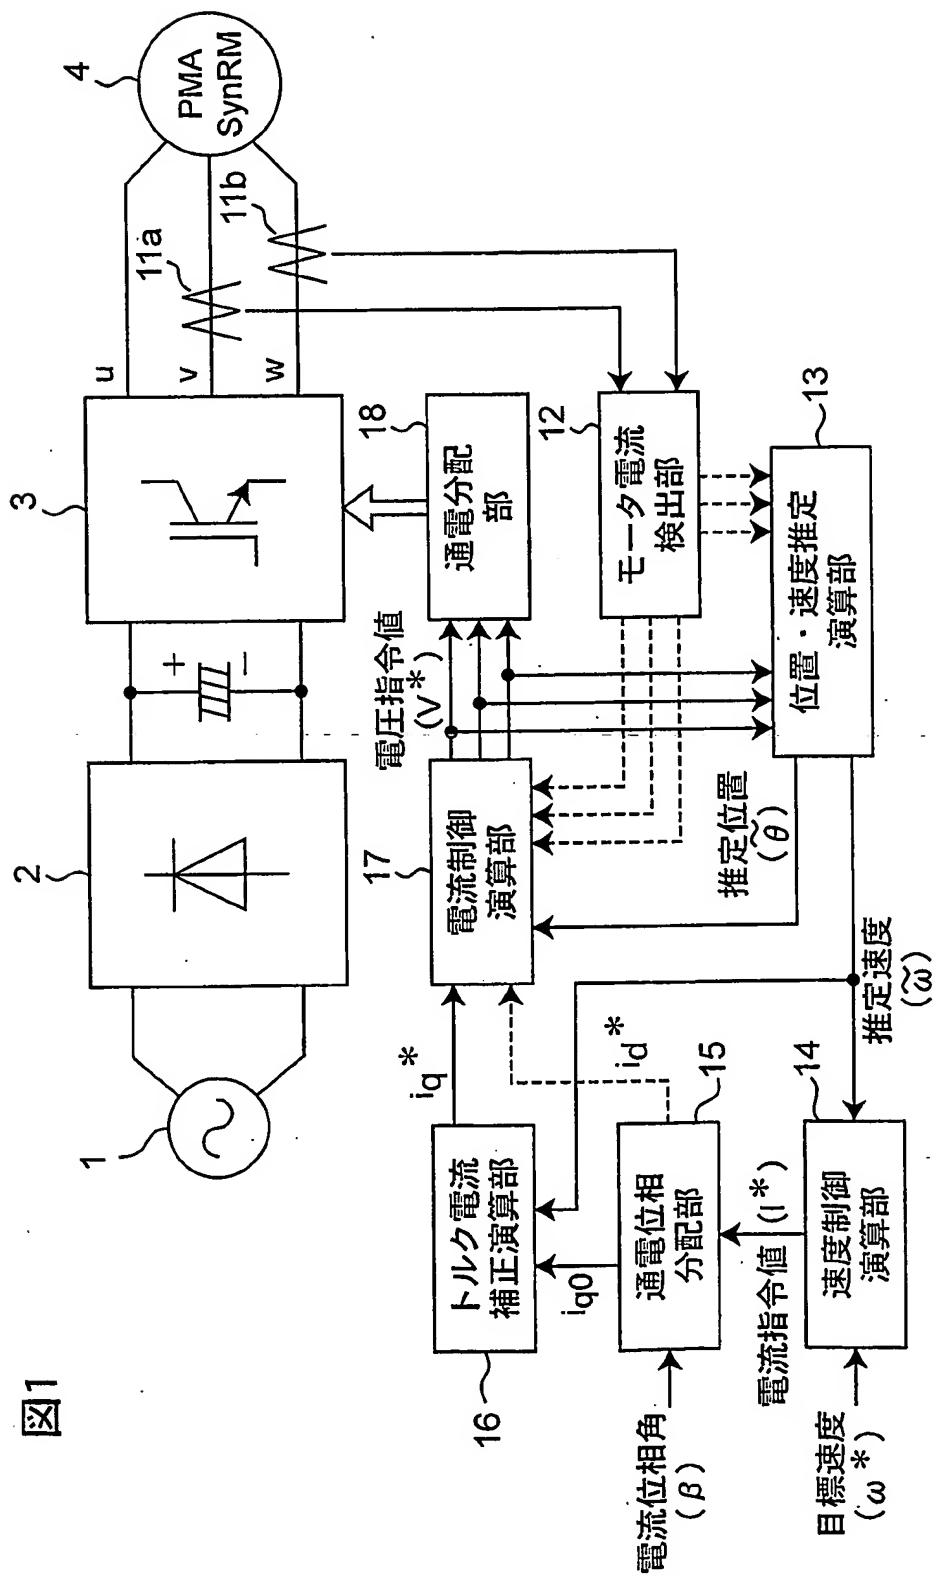 図1
1
2
3
4
PMA
SynRM
+
−
u
v
w
11a
11b
電圧指令値
(V*)
18
通電分配
部
12
モータ電流
検出部
13
位置・速度推定
演算部
17
電流制御
演算部
推定位置
(θ̃)
推定速度
(ω̃)
iq*
id*
16
トルク電流
補正演算部
iq0
15
通電位相
分配部
電流位相角
(β)
電流指令値 (I*)
14
速度制御
演算部
目標速度
(ω*)